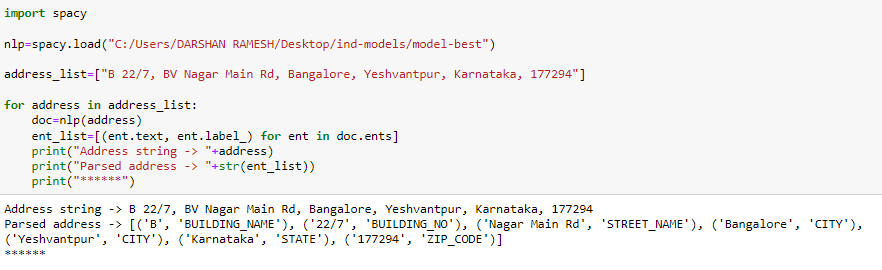 import spacy
nlp=spacy.load("C:/Users/DARSHAN RAMESH/Desktop/ind-models/model-best")
address_list=["B 22/7, BV Nagar Main Rd, Bangalore, Yeshvantpur, Karnataka, 177294"]
for address in address_list:
    doc=nlp(address)
    ent_list=[(ent.text, ent.label_) for ent in doc.ents]
    print("Address string -> "+address)
    print("Parsed address -> "+str(ent_list))
    print("******")
Address string -> B 22/7, BV Nagar Main Rd, Bangalore, Yeshvantpur, Karnataka, 177294
Parsed address -> [('B', 'BUILDING_NAME'), ('22/7', 'BUILDING_NO'), ('Nagar Main Rd', 'STREET_NAME'), ('Bangalore', 'CITY'),
('Yeshvantpur', 'CITY'), ('Karnataka', 'STATE'), ('177294', 'ZIP_CODE')]
******